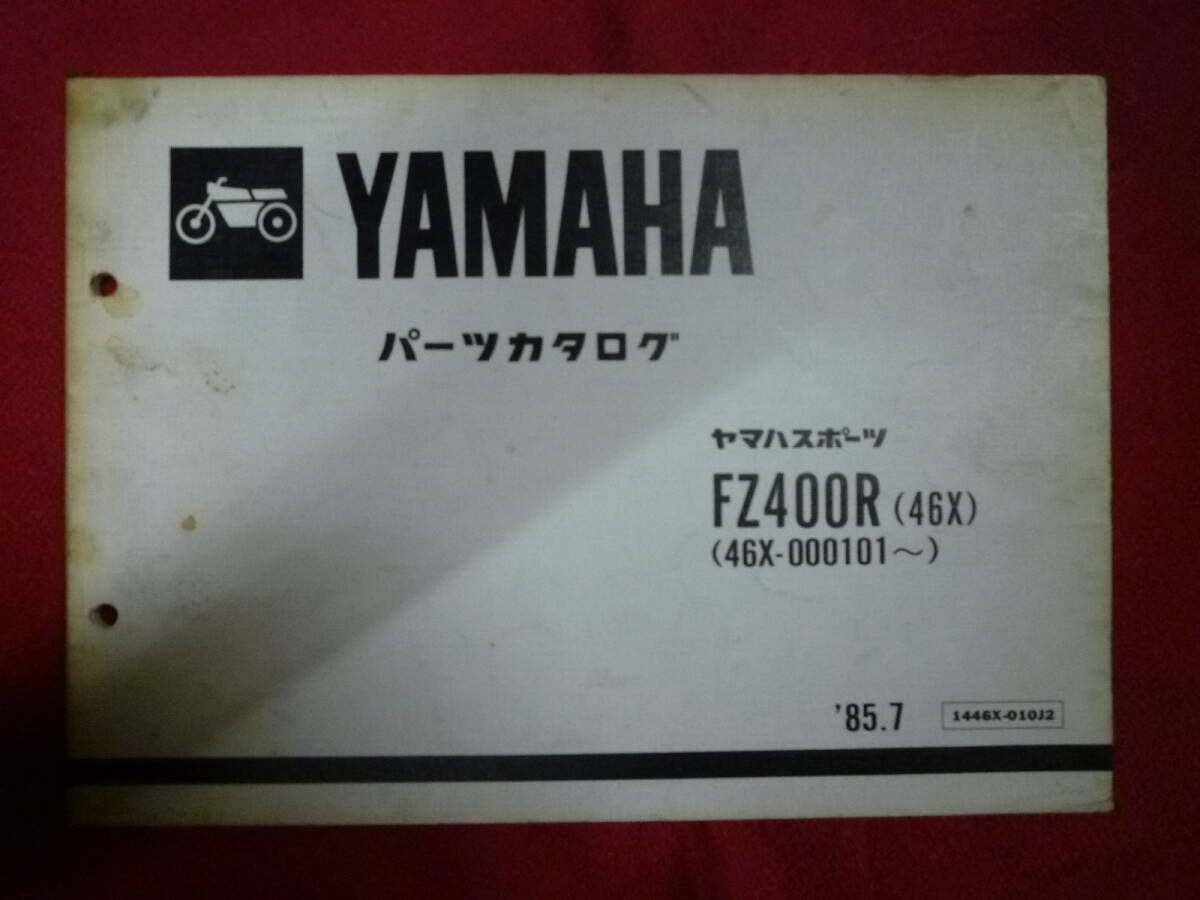 YAMAHA
パーツカタログ
ヤマハスポーツ
FZ400R (46X)
(46X-000101～)
'85.7
1446X-010J2